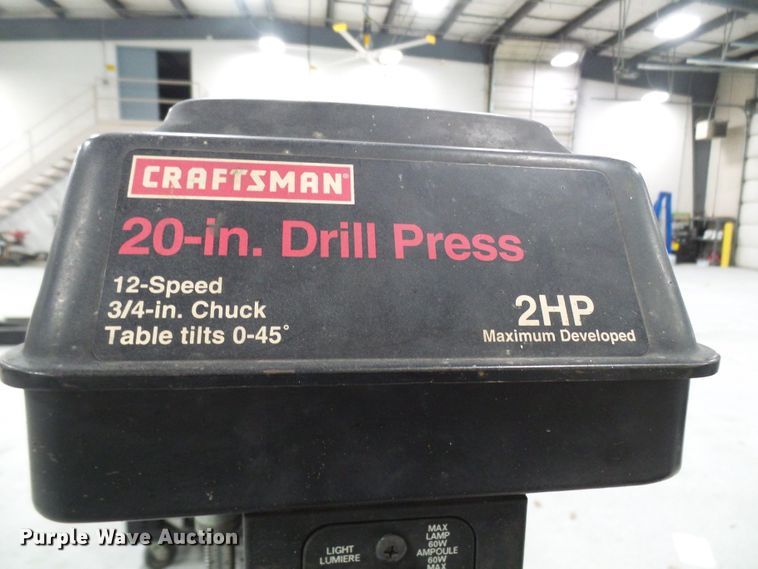 CRAFTSMAN®
20-in. Drill Press
12-Speed
3/4-in. Chuck
Table tilts 0-45°
2HP
Maximum Developed
LIGHT
LUMIERE
MAX
LAMP
60W
AMPOULE
60W
MAX
Purple Wave Auction